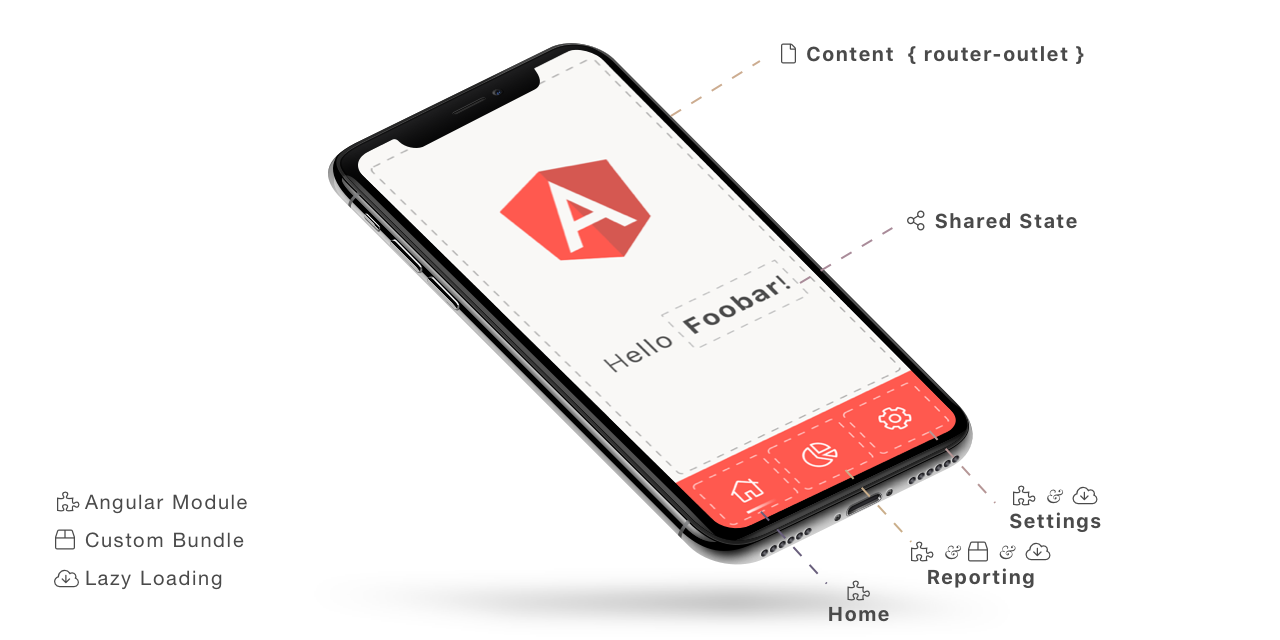 Content { router-outlet }
A
Shared State
Hello Foobar!
Angular Module
Custom Bundle
Lazy Loading
&
Settings
& &
Reporting
Home